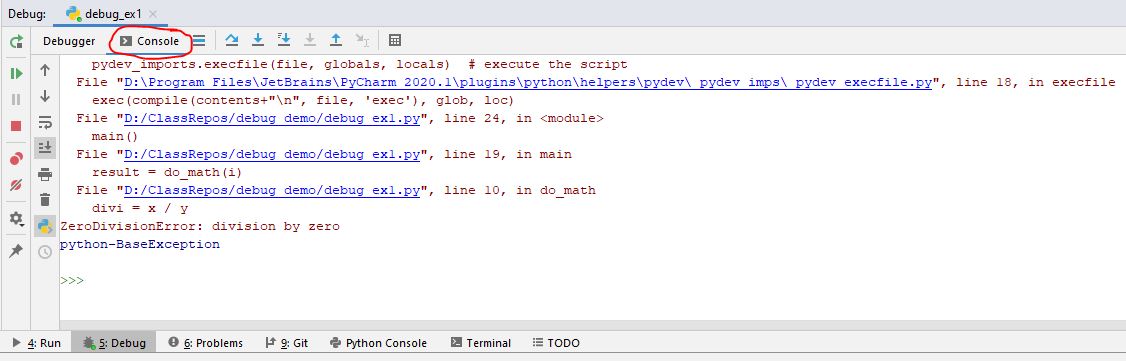 Debug: debug_ex1
Debugger Console
pydev_imports.execfile(file, globals, locals)  # execute the script
File "D:\Program Files\JetBrains\PyCharm 2020.1\plugins\python\helpers\pydev\_pydev_imps\_pydev_execfile.py", line 18, in execfile
exec(compile(contents+"\n", file, 'exec'), glob, loc)
File "D:/ClassRepos/debug_demo/debug_ex1.py", line 24, in <module>
main()
File "D:/ClassRepos/debug_demo/debug_ex1.py", line 19, in main
result = do_math(i)
File "D:/ClassRepos/debug_demo/debug_ex1.py", line 10, in do_math
divi = x / y
ZeroDivisionError: division by zero
python-BaseException
>>>
4: Run 5: Debug 6: Problems 9: Git Python Console Terminal TODO